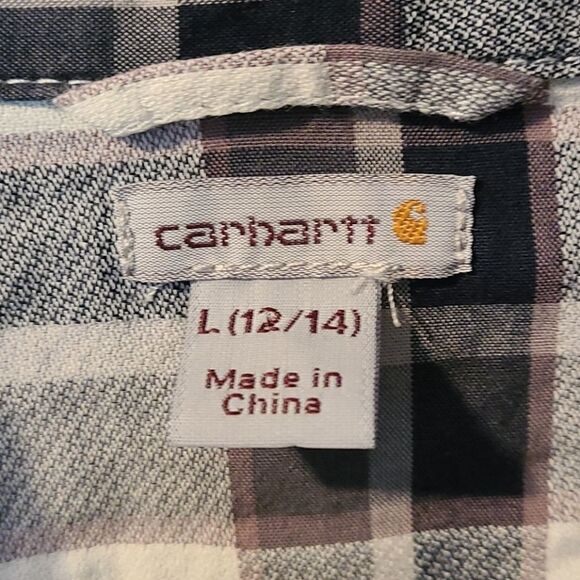 carhartt
L (12/14)
Made in
China